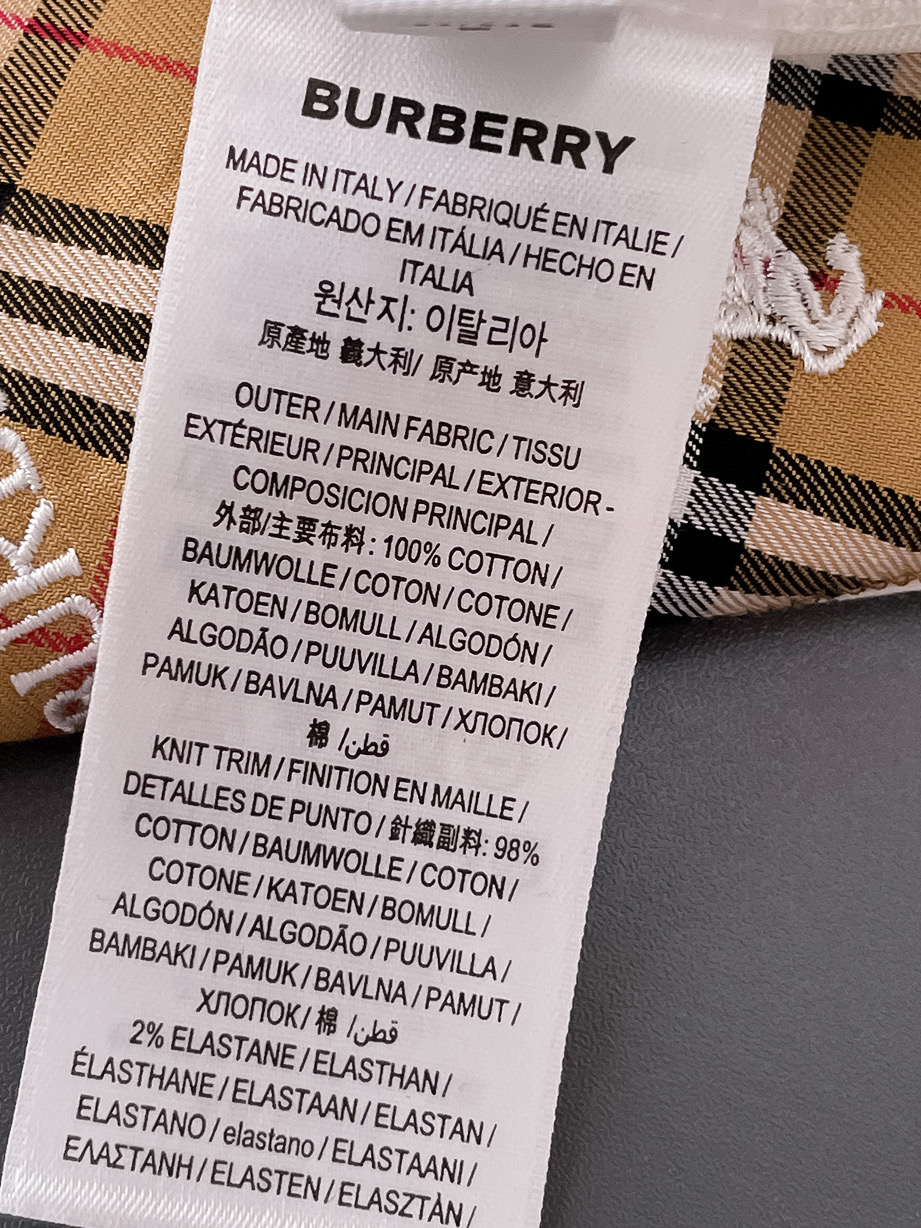 BURBERRY
MADE IN ITALY / FABRIQUÉ EN ITALIE /
FABRICADO EM ITÁLIA / HECHO EN
ITALIA
원산지: 이탈리아
原產地 義大利/ 原产地 意大利
OUTER / MAIN FABRIC / TISSU
EXTÉRIEUR / PRINCIPAL / EXTERIOR -
COMPOSICION PRINCIPAL /
外部/主要布料 : 100% COTTON /
BAUMWOLLE / COTON / COTONE /
KATOEN / BOMULL / ALGODÓN /
ALGODÃO / PUUVILLA / BAMBAKI /
PAMUK / BAVLNA / PAMUT / ХЛОПОК /
棉 /قطن
KNIT TRIM / FINITION EN MAILLE /
DETALLES DE PUNTO / 針織副料: 98%
COTTON / BAUMWOLLE / COTON /
COTONE / KATOEN / BOMULL /
ALGODÓN / ALGODÃO / PUUVILLA /
BAMBAKI / PAMUK / BAVLNA / PAMUT /
ХЛОПОК/ 棉 /قطن
2% ELASTANE / ELASTHAN /
ÉLASTHANE / ELASTAAN / ELASTAN /
ELASTANO / elastano / ELASTAANI /
ΕΛΑΣΤΑΝΗ / ELASTEN / ELASZTÀN /